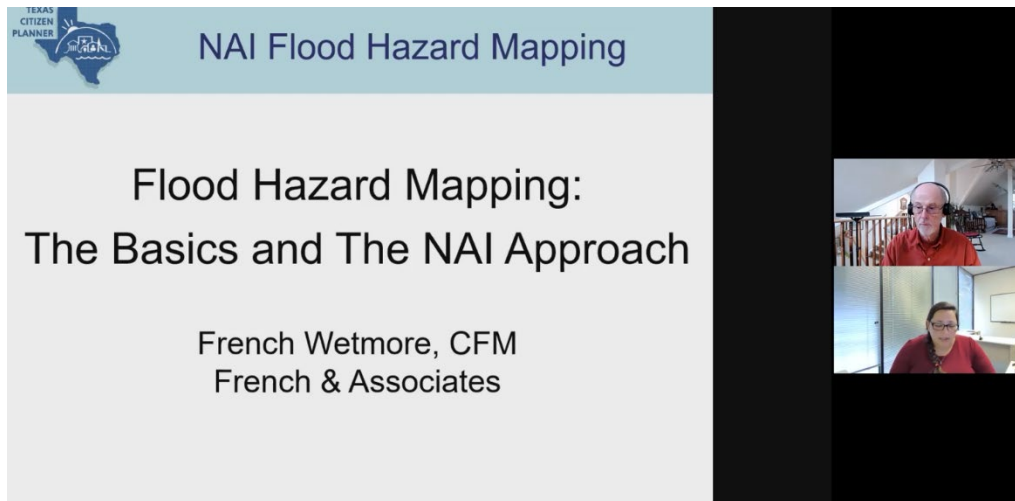 TEXAS
CITIZEN
PLANNER
NAI Flood Hazard Mapping
Flood Hazard Mapping:
The Basics and The NAI Approach
French Wetmore, CFM
French & Associates